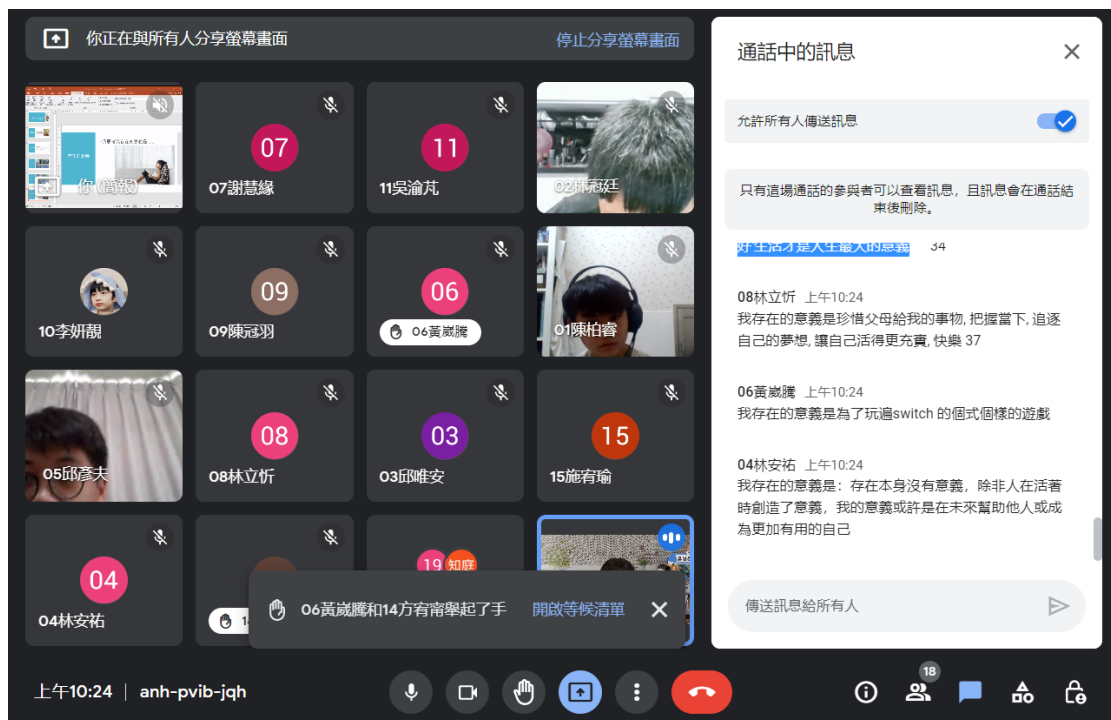 你正在與所有人分享螢幕畫面
停止分享螢幕畫面
你 (簡報)
07
07謝慧緣
11
11吳渝芃
02林冠廷
10李妍靚
09
09陳冠羽
06
06黃崴騰
01陳柏睿
05邱彥夫
08
08林立忻
03
03邱唯安
15
15施宥瑜
04
04林安祐
1
19
知庭
06黃崴騰和14方宥甯舉起了手
開啟等候清單
上午10:24
anh-pvib-jqh
通話中的訊息
允許所有人傳送訊息
只有這場通話的參與者可以查看訊息，且訊息會在通話結
束後刪除。
好生活才是人生最大的意義 34
08林立忻 上午10:24
我存在的意義是珍惜父母給我的事物, 把握當下, 追逐
自己的夢想, 讓自己活得更充實, 快樂 37
06黃崴騰 上午10:24
我存在的意義是為了玩遍switch 的個式個樣的遊戲
04林安祐 上午10:24
我存在的意義是：存在本身沒有意義，除非人在活著
時創造了意義，我的意義或許是在未來幫助他人或成
為更加有用的自己
傳送訊息給所有人
18